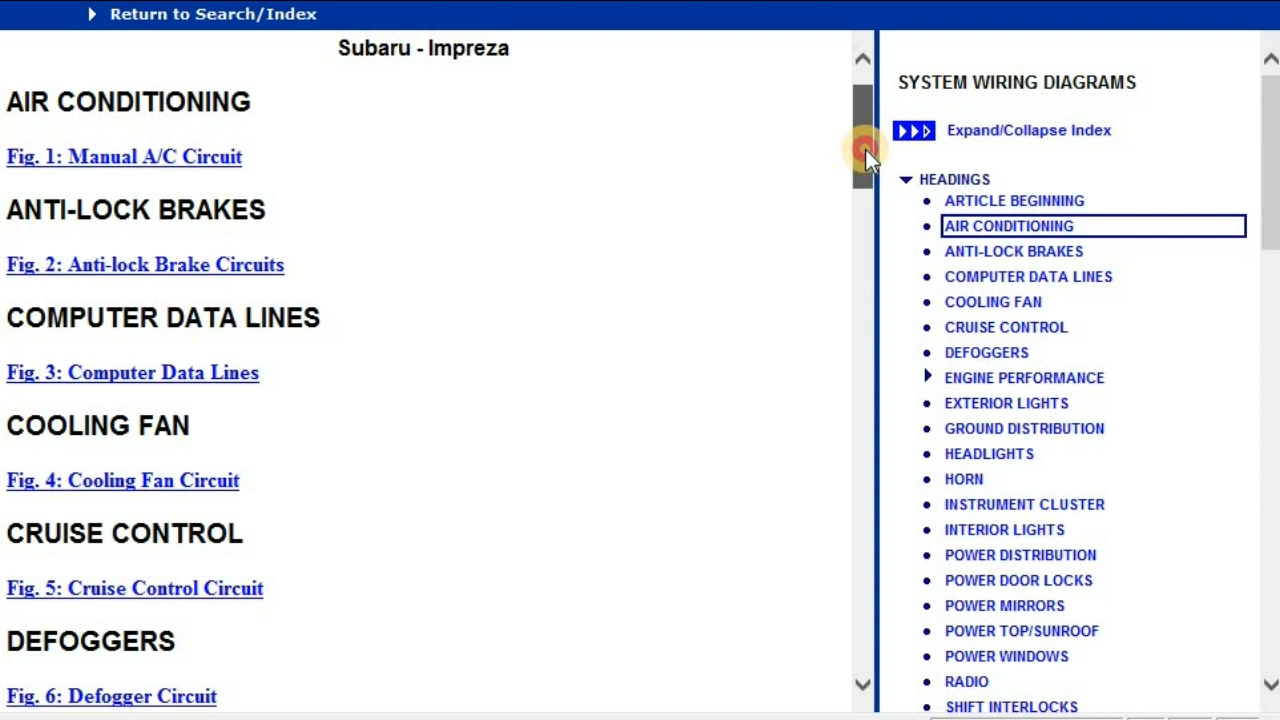 Return to Search/Index
Subaru - Impreza
AIR CONDITIONING
Fig. 1: Manual A/C Circuit
ANTI-LOCK BRAKES
Fig. 2: Anti-lock Brake Circuits
COMPUTER DATA LINES
Fig. 3: Computer Data Lines
COOLING FAN
Fig. 4: Cooling Fan Circuit
CRUISE CONTROL
Fig. 5: Cruise Control Circuit
DEFOGGERS
Fig. 6: Defogger Circuit
SYSTEM WIRING DIAGRAMS
Expand/Collapse Index
HEADINGS
ARTICLE BEGINNING
AIR CONDITIONING
ANTI-LOCK BRAKES
COMPUTER DATA LINES
COOLING FAN
CRUISE CONTROL
DEFOGGERS
ENGINE PERFORMANCE
EXTERIOR LIGHTS
GROUND DISTRIBUTION
HEADLIGHTS
HORN
INSTRUMENT CLUSTER
INTERIOR LIGHTS
POWER DISTRIBUTION
POWER DOOR LOCKS
POWER MIRRORS
POWER TOP/SUNROOF
POWER WINDOWS
RADIO
SHIFT INTERLOCKS